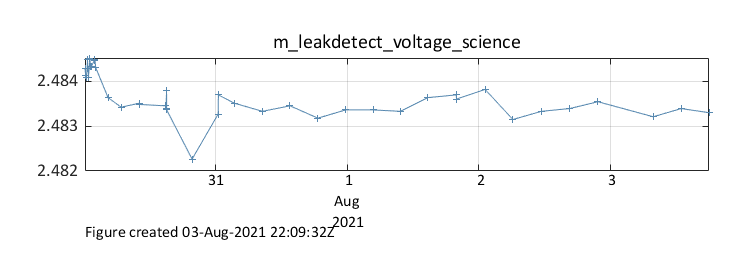 m_leakdetect_voltage_science
2.484
2.483
2.482
31
1
2
3
Aug
2021
Figure created 03-Aug-2021 22:09:32Z